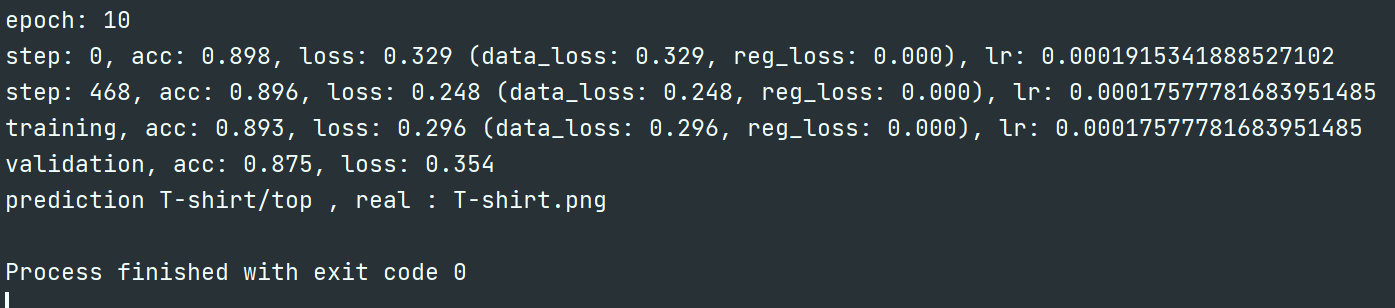 epoch: 10
step: 0, acc: 0.898, loss: 0.329 (data_loss: 0.329, reg_loss: 0.000), lr: 0.0001915341888527102
step: 468, acc: 0.896, loss: 0.248 (data_loss: 0.248, reg_loss: 0.000), lr: 0.00017577781683951485
training, acc: 0.893, loss: 0.296 (data_loss: 0.296, reg_loss: 0.000), lr: 0.00017577781683951485
validation, acc: 0.875, loss: 0.354
prediction T-shirt/top , real : T-shirt.png
Process finished with exit code 0